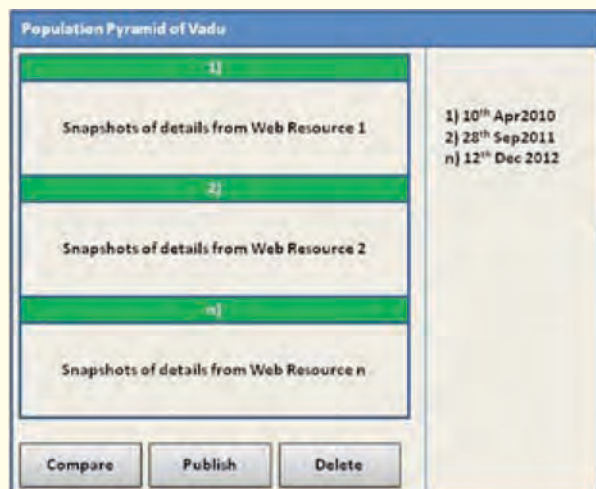 Population Pyramid of Vadu
1)
Snapshots of details from Web Resource 1
2)
Snapshots of details from Web Resource 2
n)
Snapshots of details from Web Resource n
1) 10th Apr2010
2) 28th Sep2011
n) 12th Dec 2012
Compare
Publish
Delete